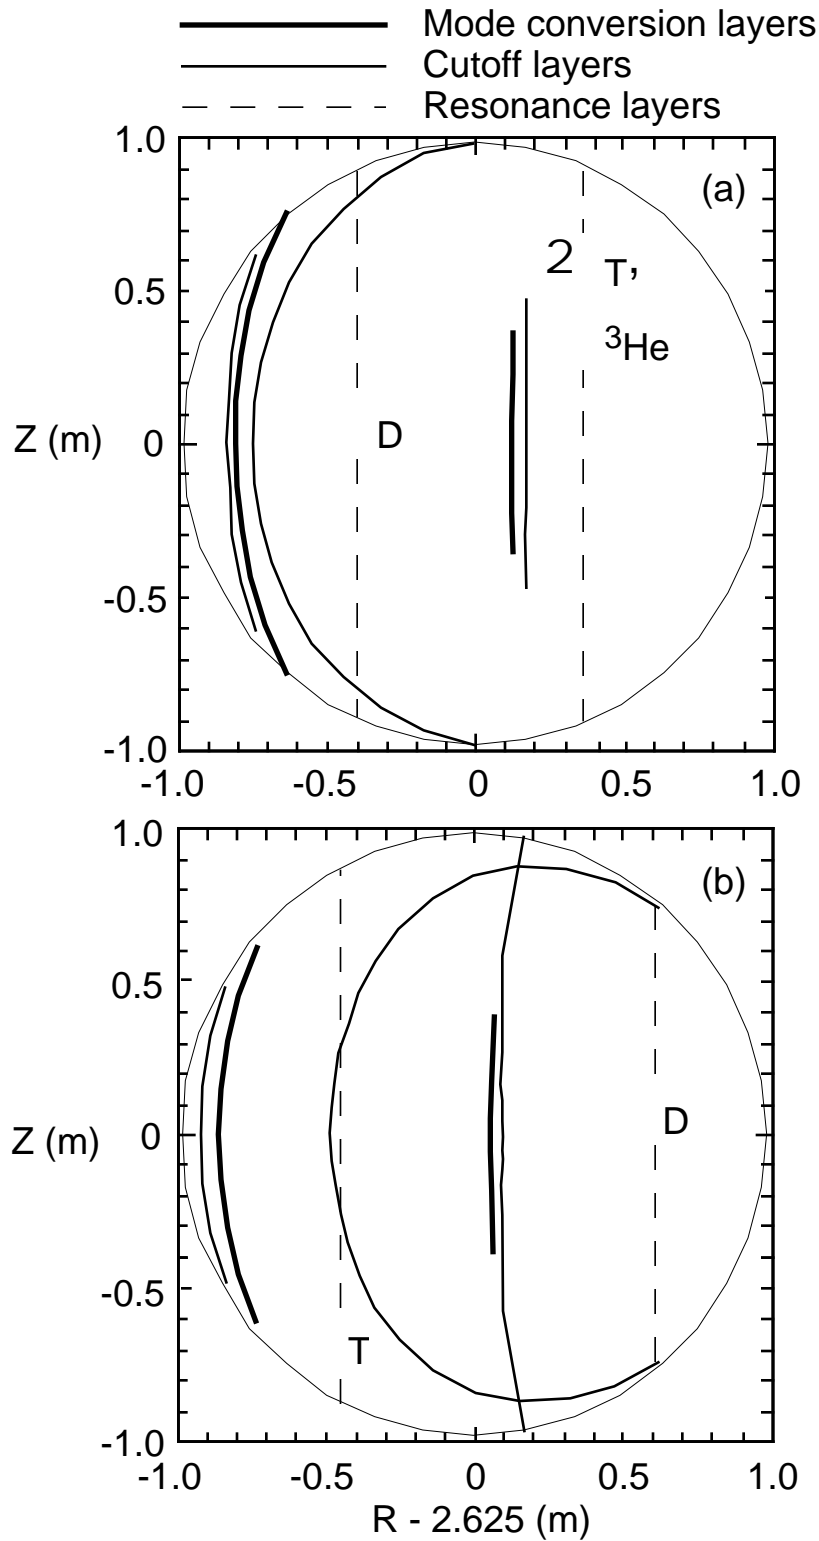 Mode conversion layers
Cutoff layers
Resonance layers
1.0
(a)
2 T,
0.5
³He
Z (m)
0
D
-0.5
-1.0
-1.0 -0.5 0 0.5 1.0
1.0
(b)
0.5
Z (m)
0
D
-0.5
T
-1.0
-1.0 -0.5 0 0.5 1.0
R - 2.625 (m)